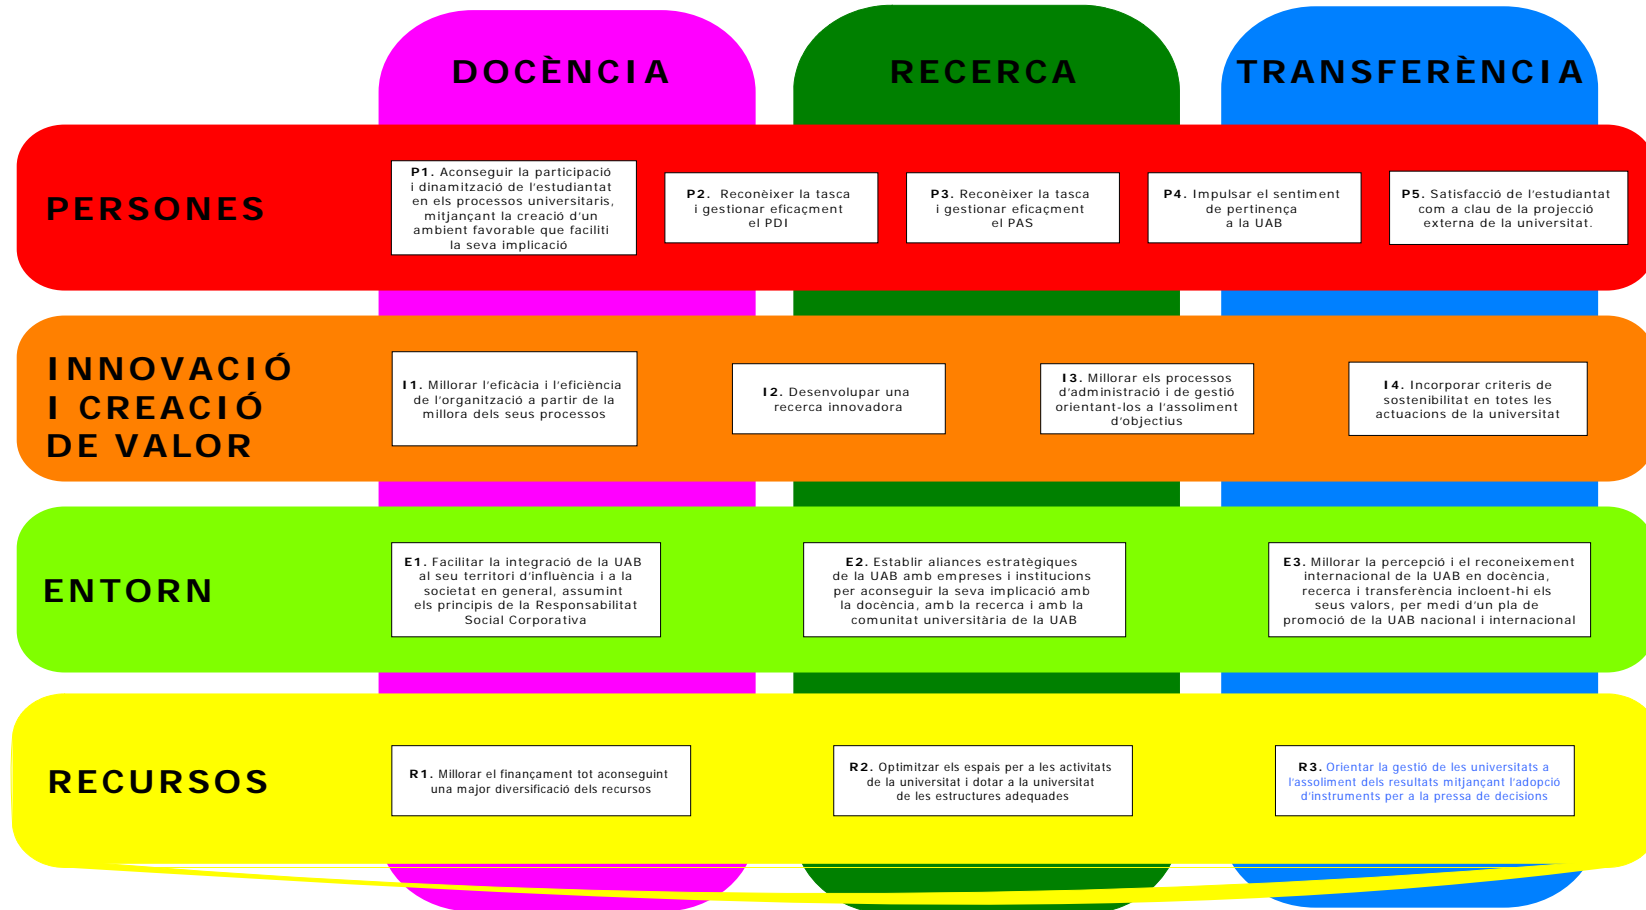 DOCÈNCIA
RECERCA
TRANSFERÈNCIA
PERSONES
P1. Aconseguir la participació
i dinamització de l'estudiantat
en els processos universitaris,
mitjançant la creació d'un
ambient favorable que faciliti
la seva implicació
P2. Reconèixer la tasca
i gestionar eficaçment
el PDI
P3. Reconèixer la tasca
i gestionar eficaçment
el PAS
P4. Impulsar el sentiment
de pertinença
a la UAB
P5. Satisfacció de l'estudiantat
com a clau de la projecció
externa de la universitat.
INNOVACIÓ
I CREACIÓ
DE VALOR
I1. Millorar l'eficàcia i l'eficiència
de l'organització a partir de la
millora dels seus processos
I2. Desenvolupar una
recerca innovadora
I3. Millorar els processos
d'administració i de gestió
orientant-los a l'assoliment
d'objectius
I4. Incorporar criteris de
sostenibilitat en totes les
actuacions de la universitat
ENTORN
E1. Facilitar la integració de la UAB
al seu territori d'influència i a la
societat en general, assumint
els principis de la Responsabilitat
Social Corporativa
E2. Establir aliances estratègiques
de la UAB amb empreses i institucions
per aconseguir la seva implicació amb
la docència, amb la recerca i amb la
comunitat universitària de la UAB
E3. Millorar la percepció i el reconeixement
internacional de la UAB en docència,
recerca i transferència incloent-hi els
seus valors, per medi d'un pla de
promoció de la UAB nacional i internacional
RECURSOS
R1. Millorar el finançament tot aconseguint
una major diversificació dels recursos
R2. Optimitzar els espais per a les activitats
de la universitat i dotar a la universitat
de les estructures adequades
R3. Orientar la gestió de les universitats a
l'assoliment dels resultats mitjançant l'adopció
d'instruments per a la pressa de decisions